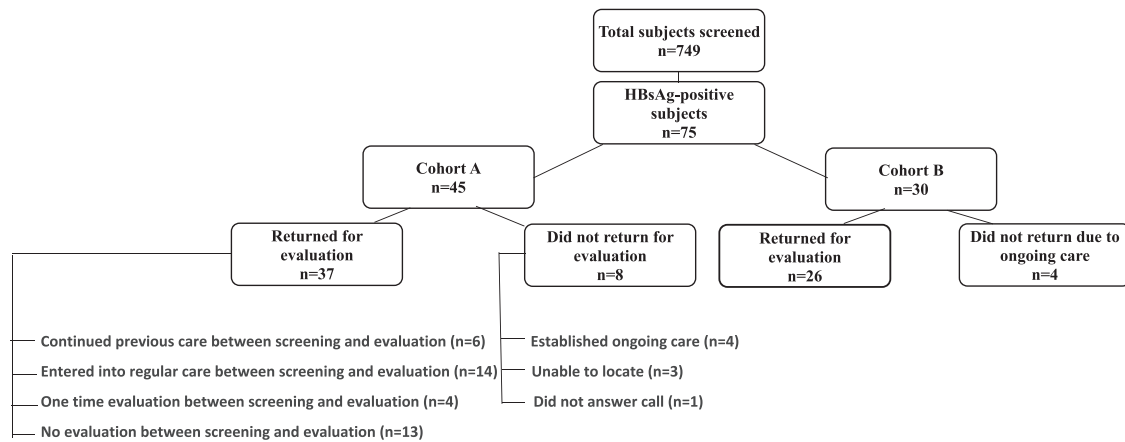 Total subjects screened
n=749
HBsAg-positive
subjects
n=75
Cohort A
n=45
Cohort B
n=30
Returned for
evaluation
n=37
Did not return for
evaluation
n=8
Returned for
evaluation
n=26
Did not return due to
ongoing care
n=4
Continued previous care between screening and evaluation (n=6)
Entered into regular care between screening and evaluation (n=14)
One time evaluation between screening and evaluation (n=4)
No evaluation between screening and evaluation (n=13)
Established ongoing care (n=4)
Unable to locate (n=3)
Did not answer call (n=1)